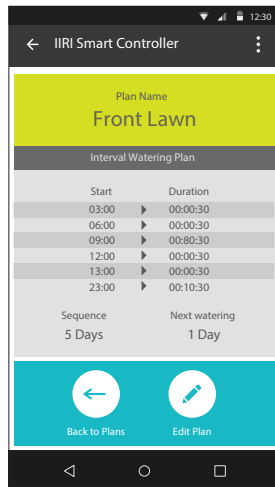 12:30
IIRI Smart Controller
Plan Name
Front Lawn
Interval Watering Plan
Start Duration
03:00 00:00:30
06:00 00:00:30
09:00 00:80:30
12:00 00:00:30
13:00 00:00:30
23:00 00:10:30
Sequence Next watering
5 Days 1 Day
Back to Plans Edit Plan